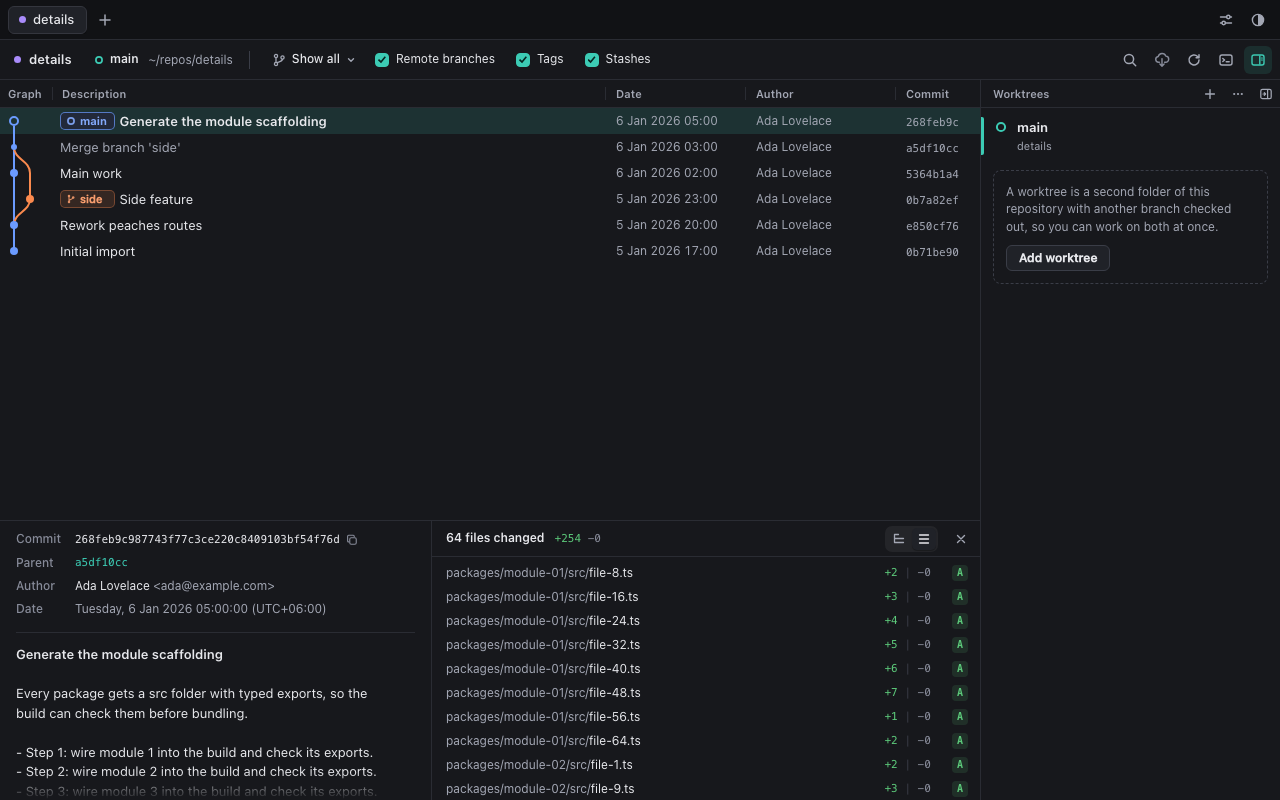 details
details main ~/repos/details Show all Remote branches Tags Stashes
Graph Description Date Author Commit
main Generate the module scaffolding 6 Jan 2026 05:00 Ada Lovelace 268feb9c
Merge branch 'side' 6 Jan 2026 03:00 Ada Lovelace a5df10cc
Main work 6 Jan 2026 02:00 Ada Lovelace 5364b1a4
side Side feature 5 Jan 2026 23:00 Ada Lovelace 0b7a82ef
Rework peaches routes 5 Jan 2026 20:00 Ada Lovelace e850cf76
Initial import 5 Jan 2026 17:00 Ada Lovelace 0b71be90
Worktrees
main
details
A worktree is a second folder of this
repository with another branch checked
out, so you can work on both at once.
Add worktree
Commit 268feb9c987743f77c3ce220c8409103bf54f76d
Parent a5df10cc
Author Ada Lovelace <ada@example.com>
Date Tuesday, 6 Jan 2026 05:00:00 (UTC+06:00)
Generate the module scaffolding
Every package gets a src folder with typed exports, so the
build can check them before bundling.
- Step 1: wire module 1 into the build and check its exports.
- Step 2: wire module 2 into the build and check its exports.
- Step 3: wire module 3 into the build and check its exports.
64 files changed +254 −0
packages/module-01/src/file-8.ts +2 | −0 A
packages/module-01/src/file-16.ts +3 | −0 A
packages/module-01/src/file-24.ts +4 | −0 A
packages/module-01/src/file-32.ts +5 | −0 A
packages/module-01/src/file-40.ts +6 | −0 A
packages/module-01/src/file-48.ts +7 | −0 A
packages/module-01/src/file-56.ts +1 | −0 A
packages/module-01/src/file-64.ts +2 | −0 A
packages/module-02/src/file-1.ts +2 | −0 A
packages/module-02/src/file-9.ts +3 | −0 A